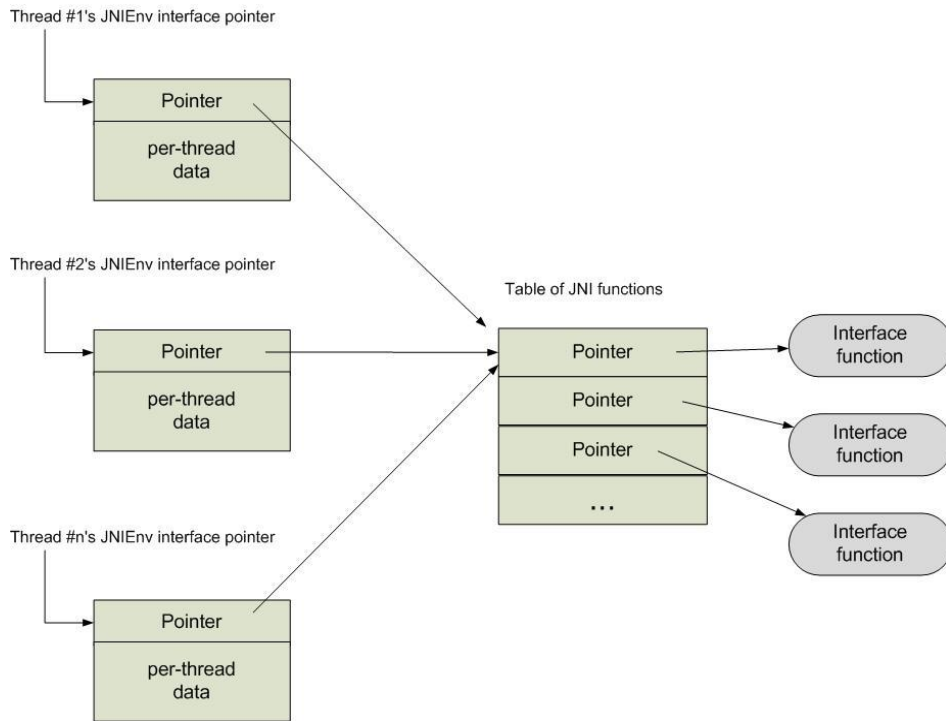 Thread #1's JNIEnv interface pointer
Pointer
per-thread
data
Thread #2's JNIEnv interface pointer
Pointer
per-thread
data
Thread #n's JNIEnv interface pointer
Pointer
per-thread
data
Table of JNI functions
Pointer
Pointer
Pointer
...
Interface
function
Interface
function
Interface
function